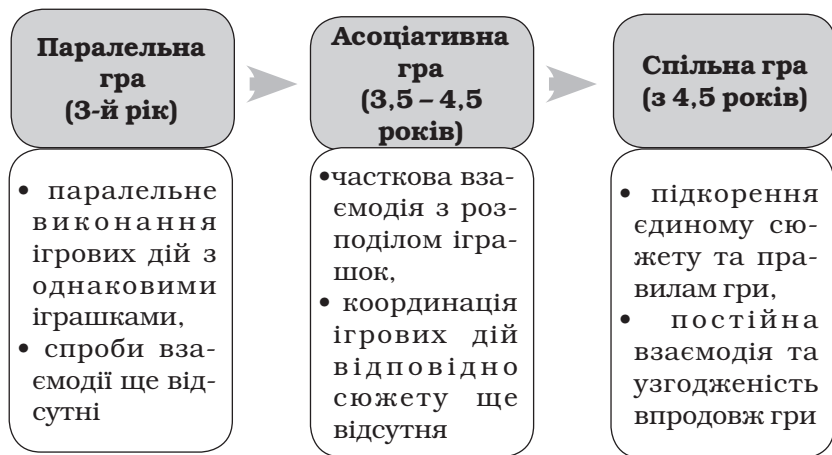 Паралельна
гра
(3-й рік)
• паралельне
виконання
ігрових дій з
однаковими
іграшками,
• спроби вза-
ємодії ще від-
сутні
Асоціативна
гра
(3,5 – 4,5
років)
•часткова вза-
ємодія з роз-
поділом ігра-
шок,
• координація
ігрових дій
відповідно
сюжету ще
відсутня
Спільна гра
(з 4,5 років)
• підкорення
єдиному сю-
жету та пра-
вилам гри,
• постійна
взаємодія та
узгодженість
впродовж гри